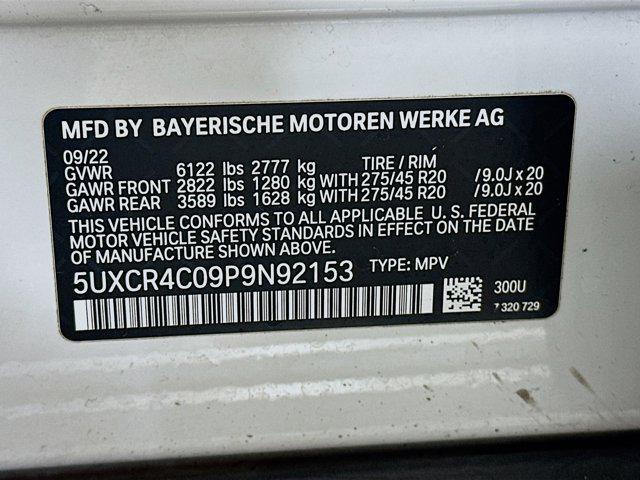 MFD BY BAYERISCHE MOTOREN WERKE AG
09/22 TIRE / RIM
GVWR 6122 lbs 2777 kg
GAWR FRONT 2822 lbs 1280 kg WITH 275/45 R20 /9.0J x 20
GAWR REAR 3589 lbs 1628 kg WITH 275/45 R20 /9.0J x 20
THIS VEHICLE CONFORMS TO ALL APPLICABLE U. S. FEDERAL
MOTOR VEHICLE SAFETY STANDARDS IN EFFECT ON THE DATE
OF MANUFACTURE SHOWN ABOVE.
5UXCR4C09P9N92153 TYPE: MPV
300U
7 320 729